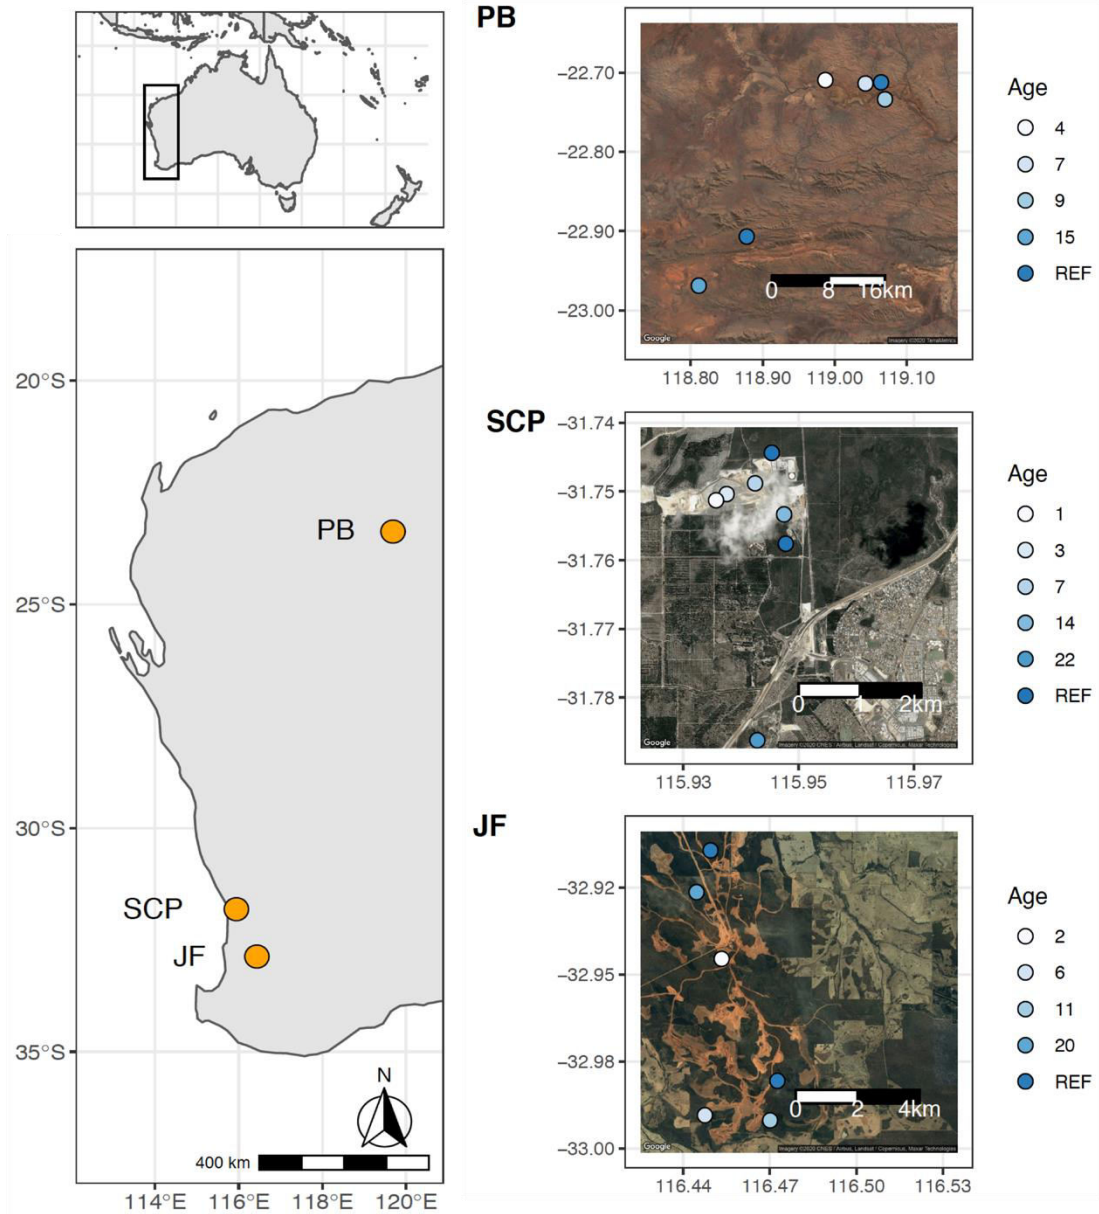 PB
−22.70
−22.80
−22.90
−23.00
0 8 16km
Google
118.80 118.90 119.00 119.10
Age
4
7
9
15
REF
20°S
25°S
30°S
35°S
PB
SCP
JF
N
400 km
114°E 116°E 118°E 120°E
SCP
−31.74
−31.75
−31.76
−31.77
−31.78
0 1 2km
Google
115.93 115.95 115.97
Age
1
3
7
14
22
REF
JF
−32.92
−32.95
−32.98
−33.00
0 2 4km
Google
116.44 116.47 116.50 116.53
Age
2
6
11
20
REF